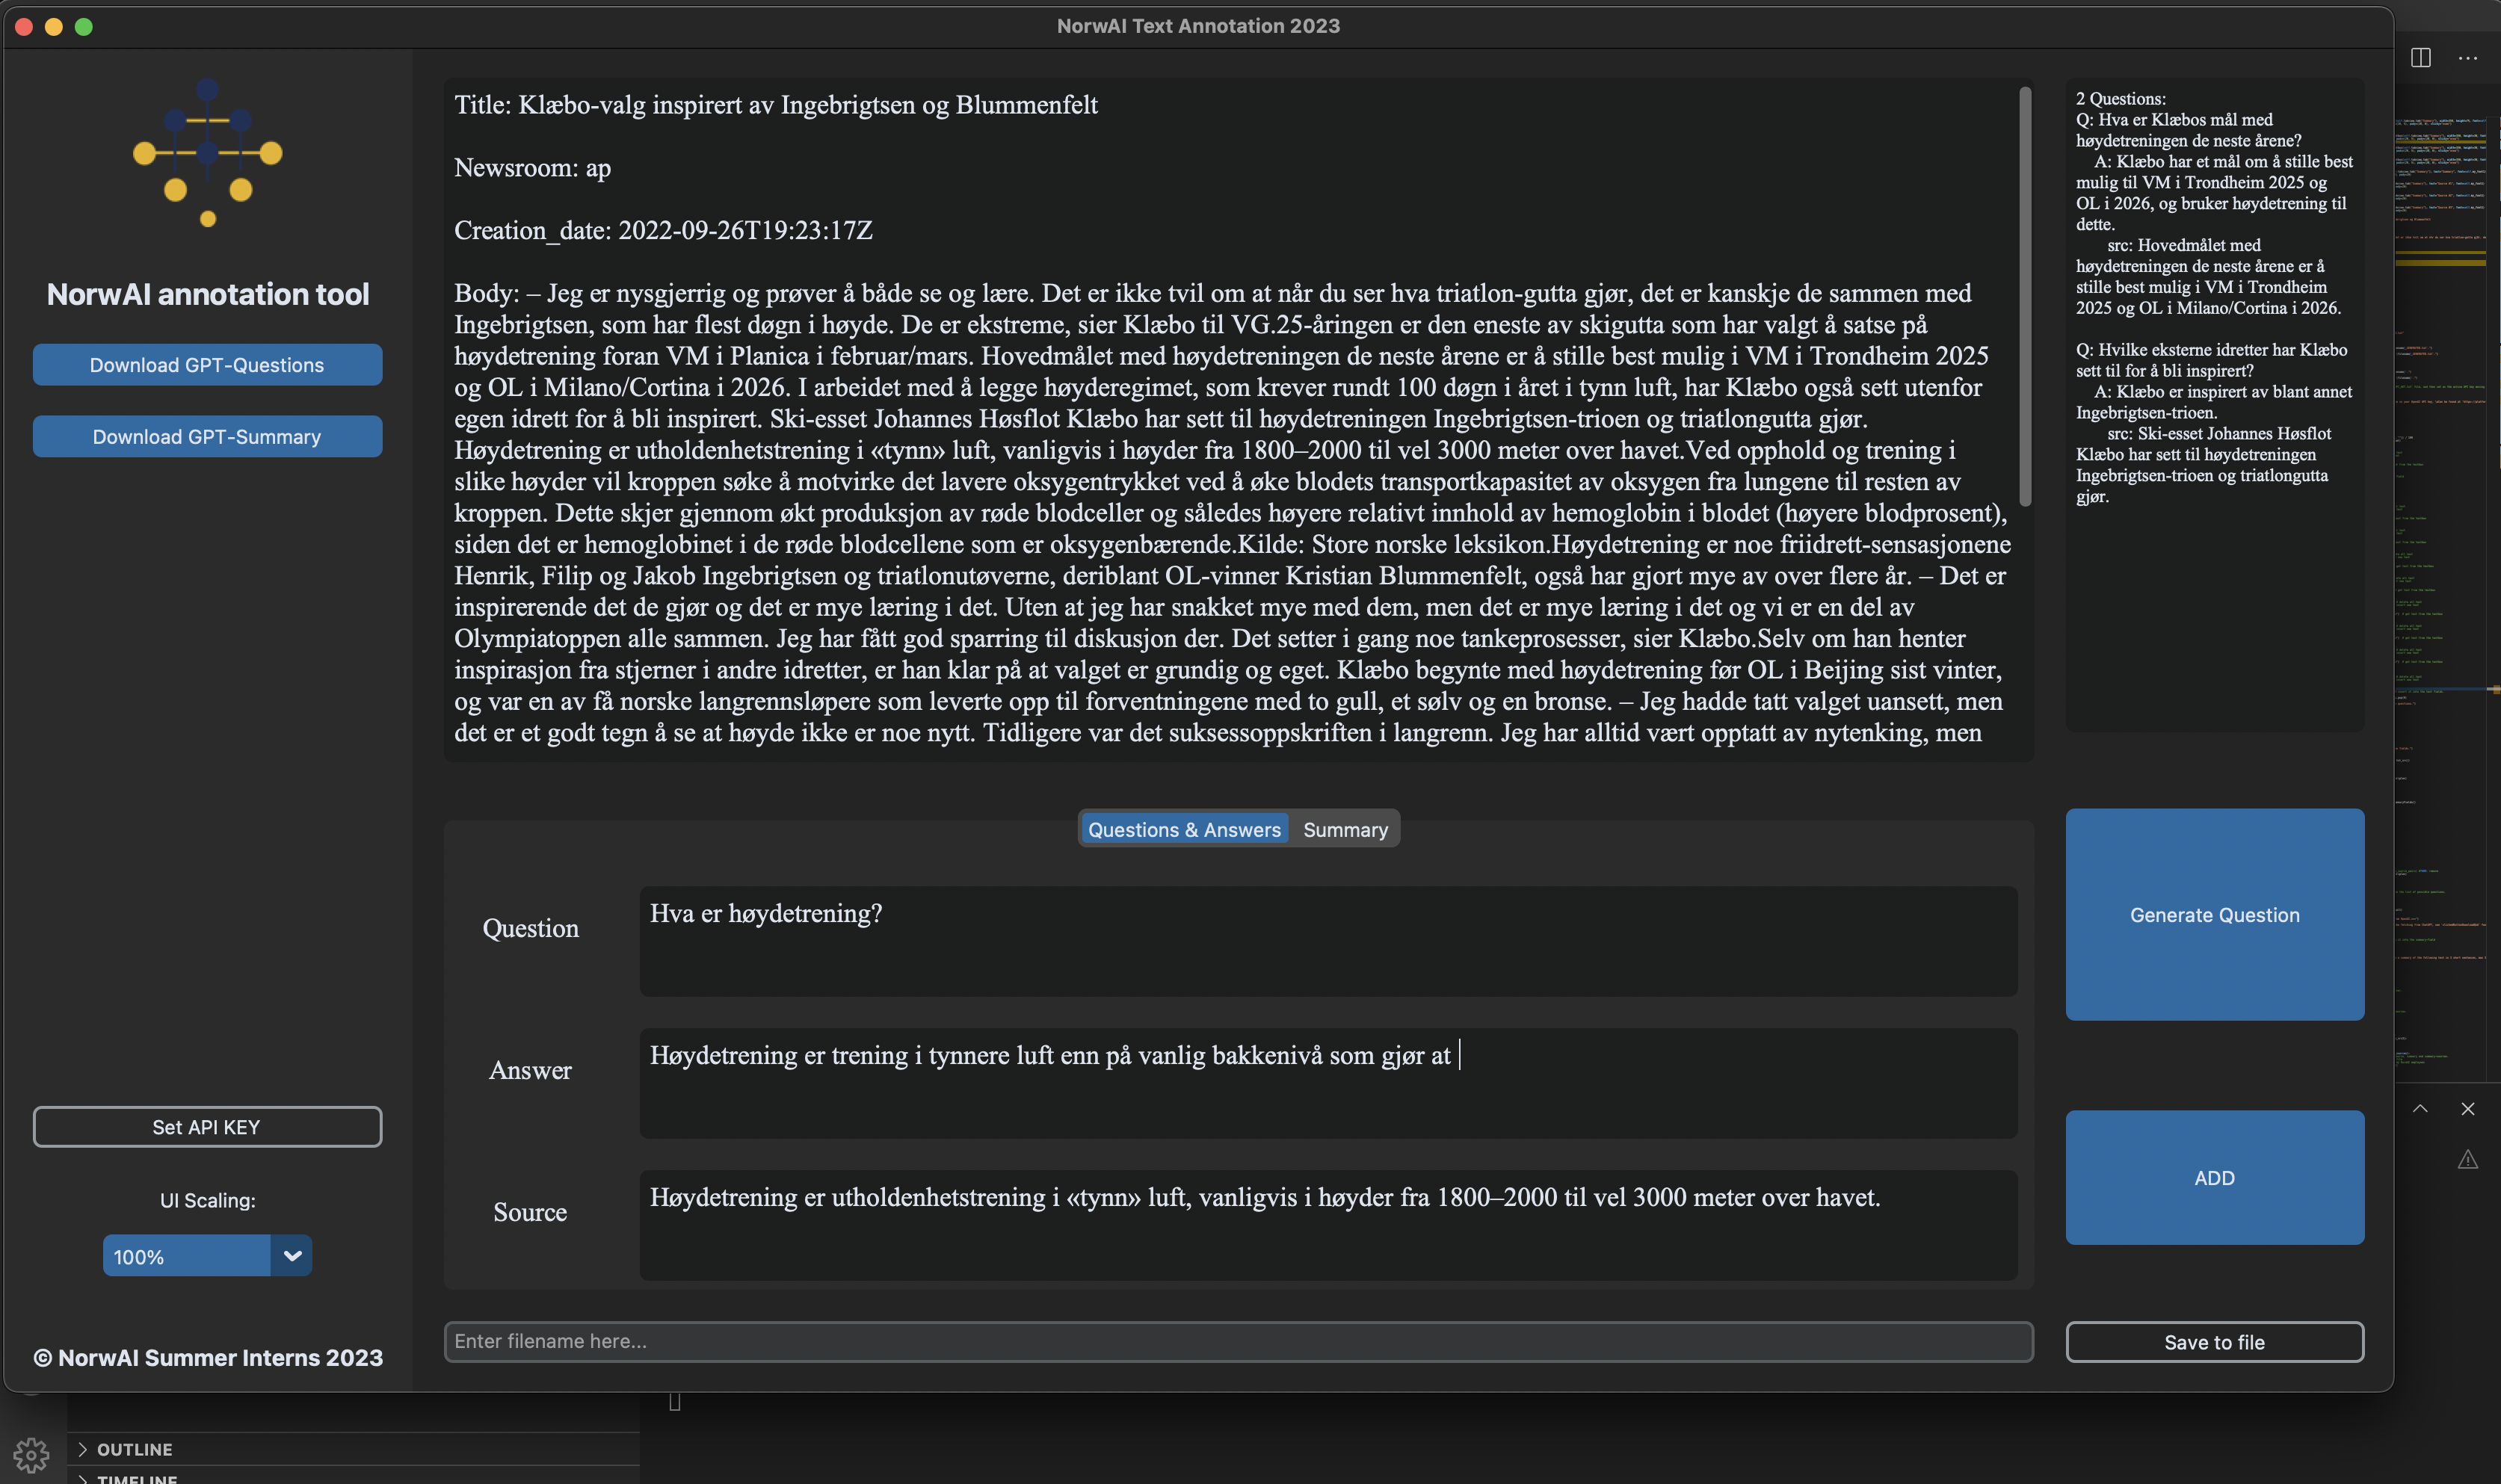 NorwAI Text Annotation 2023
NorwAI annotation tool
Download GPT-Questions
Download GPT-Summary
Set API KEY
UI Scaling:
100%
© NorwAI Summer Interns 2023
Title: Klæbo-valg inspirert av Ingebrigtsen og Blummenfelt
Newsroom: ap
Creation_date: 2022-09-26T19:23:17Z
Body: – Jeg er nysgjerrig og prøver å både se og lære. Det er ikke tvil om at når du ser hva triatlon-gutta gjør, det er kanskje de sammen med
Ingebrigtsen, som har flest døgn i høyde. De er ekstreme, sier Klæbo til VG.25-åringen er den eneste av skigutta som har valgt å satse på
høydetrening foran VM i Planica i februar/mars. Hovedmålet med høydetreningen de neste årene er å stille best mulig i VM i Trondheim 2025
og OL i Milano/Cortina i 2026. I arbeidet med å legge høyderegimet, som krever rundt 100 døgn i året i tynn luft, har Klæbo også sett utenfor
egen idrett for å bli inspirert. Ski-esset Johannes Høsflot Klæbo har sett til høydetreningen Ingebrigtsen-trioen og triatlongutta gjør.
Høydetrening er utholdenhetstrening i «tynn» luft, vanligvis i høyder fra 1800–2000 til vel 3000 meter over havet.Ved opphold og trening i
slike høyder vil kroppen søke å motvirke det lavere oksygentrykket ved å øke blodets transportkapasitet av oksygen fra lungene til resten av
kroppen. Dette skjer gjennom økt produksjon av røde blodceller og således høyere relativt innhold av hemoglobin i blodet (høyere blodprosent),
siden det er hemoglobinet i de røde blodcellene som er oksygenbærende.Kilde: Store norske leksikon.Høydetrening er noe friidrett-sensasjonene
Henrik, Filip og Jakob Ingebrigtsen og triatlonutøverne, deriblant OL-vinner Kristian Blummenfelt, også har gjort mye av over flere år. – Det er
inspirerende det de gjør og det er mye læring i det. Uten at jeg har snakket mye med dem, men det er mye læring i det og vi er en del av
Olympiatoppen alle sammen. Jeg har fått god sparring til diskusjon der. Det setter i gang noe tankeprosesser, sier Klæbo.Selv om han henter
inspirasjon fra stjerner i andre idretter, er han klar på at valget er grundig og eget. Klæbo begynte med høydetrening før OL i Beijing sist vinter,
og var en av få norske langrennsløpere som leverte opp til forventningene med to gull, et sølv og en bronse. – Jeg hadde tatt valget uansett, men
det er et godt tegn å se at høyde ikke er noe nytt. Tidligere var det suksessoppskriften i langrenn. Jeg har alltid vært opptatt av nytenking, men
2 Questions:
Q: Hva er Klæbos mål med
høydetreningen de neste årene?
A: Klæbo har et mål om å stille best
mulig til VM i Trondheim 2025 og
OL i 2026, og bruker høydetrening til
dette.
src: Hovedmålet med
høydetreningen de neste årene er å
stille best mulig i VM i Trondheim
2025 og OL i Milano/Cortina i 2026.
Q: Hvilke eksterne idretter har Klæbo
sett til for å bli inspirert?
A: Klæbo er inspirert av blant annet
Ingebrigtsen-trioen.
src: Ski-esset Johannes Høsflot
Klæbo har sett til høydetreningen
Ingebrigtsen-trioen og triatlongutta
gjør.
Questions & Answers
Summary
Question
Hva er høydetrening?
Answer
Høydetrening er trening i tynnere luft enn på vanlig bakkenivå som gjør at
Source
Høydetrening er utholdenhetstrening i «tynn» luft, vanligvis i høyder fra 1800–2000 til vel 3000 meter over havet.
Generate Question
ADD
Enter filename here...
Save to file
OUTLINE
TIMELINE